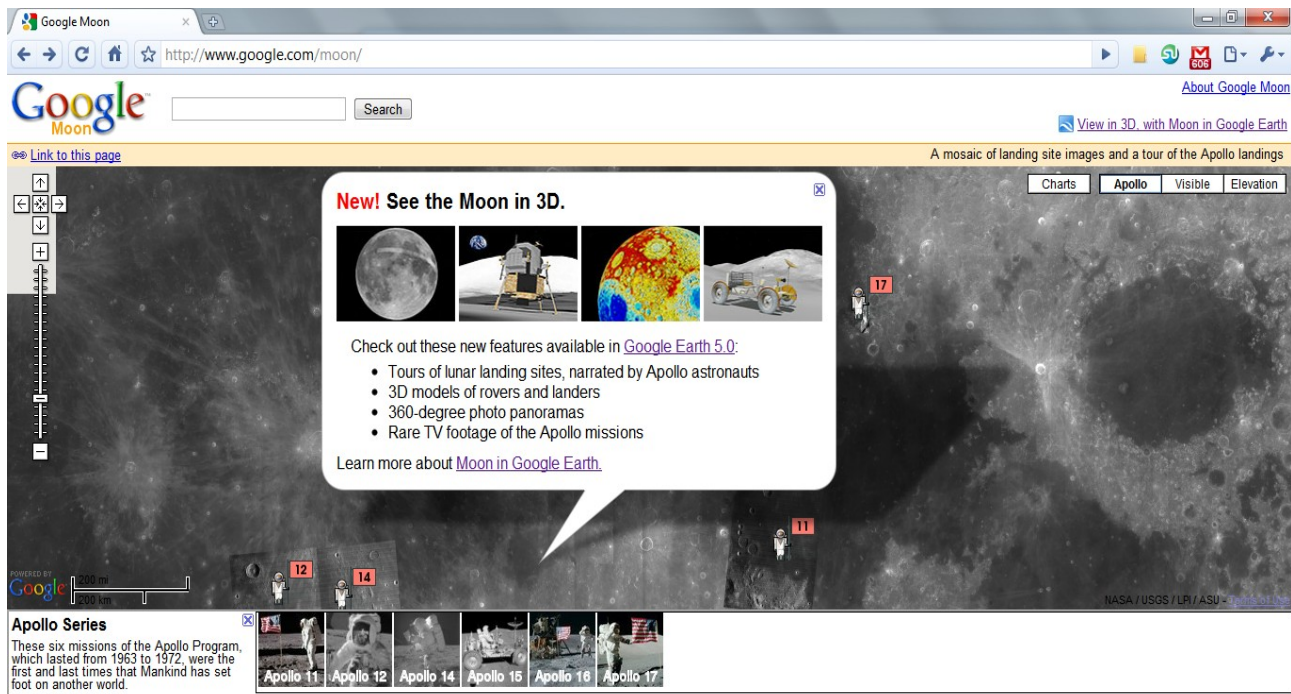 Google Moon
http://www.google.com/moon/
606
Google™
Moon
Search
About Google Moon
View in 3D, with Moon in Google Earth
Link to this page
A mosaic of landing site images and a tour of the Apollo landings
Charts
Apollo
Visible
Elevation
New! See the Moon in 3D.
Check out these new features available in Google Earth 5.0:
• Tours of lunar landing sites, narrated by Apollo astronauts
• 3D models of rovers and landers
• 360-degree photo panoramas
• Rare TV footage of the Apollo missions
Learn more about Moon in Google Earth.
17
11
12
14
POWERED BY
Google
200 mi
200 km
NASA / USGS / LPI / ASU - Terms of Use
Apollo Series
These six missions of the Apollo Program,
which lasted from 1963 to 1972, were the
first and last times that Mankind has set
foot on another world.
Apollo 11
Apollo 12
Apollo 14
Apollo 15
Apollo 16
Apollo 17